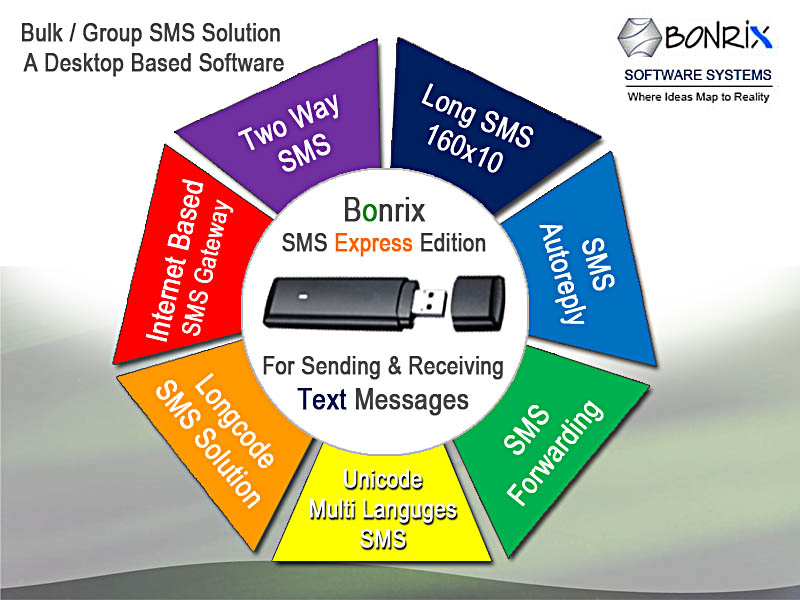 Bulk / Group SMS Solution
A Desktop Based Software
BONRiX
SOFTWARE SYSTEMS
Where Ideas Map to Reality
Two Way
SMS
Long SMS
160x10
SMS
Autoreply
SMS
Forwarding
Unicode
Multi Languges
SMS
Longcode
SMS Solution
Internet Based
SMS Gateway
Bonrix
SMS Express Edition
For Sending & Receiving
Text Messages